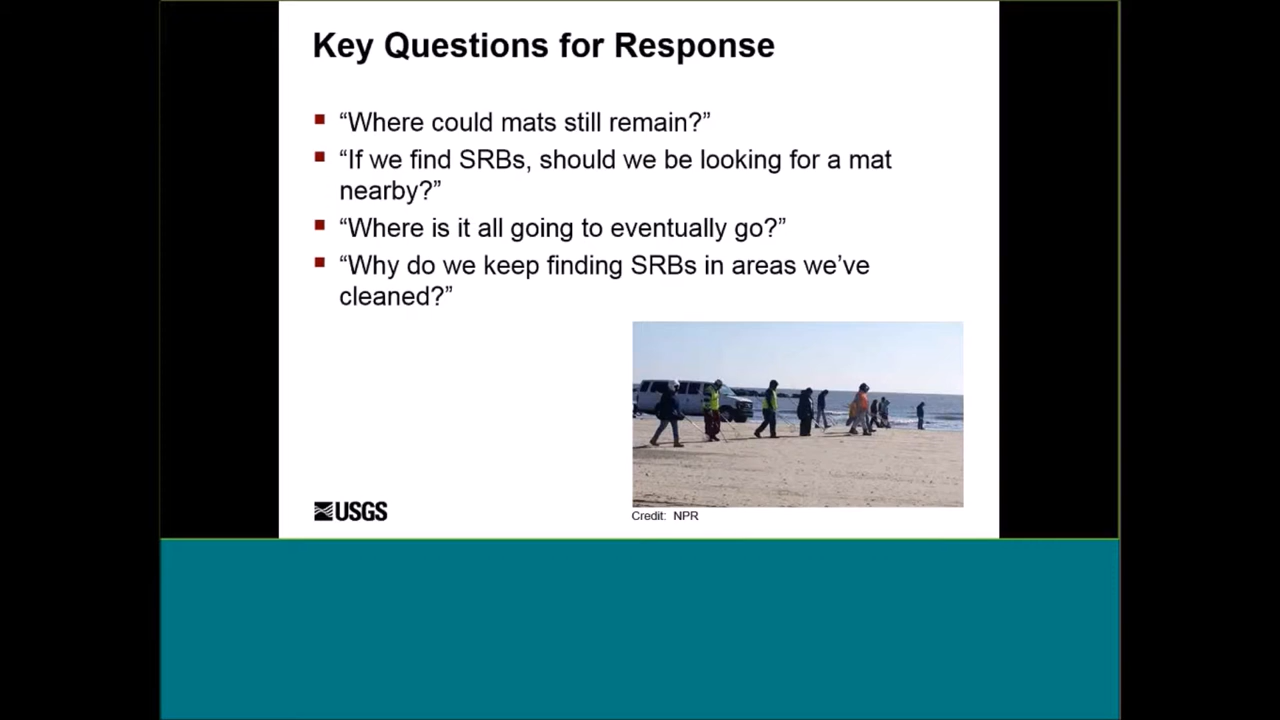 Key Questions for Response
“Where could mats still remain?”
“If we find SRBs, should we be looking for a mat
nearby?”
“Where is it all going to eventually go?”
“Why do we keep finding SRBs in areas we’ve
cleaned?”
USGS
Credit: NPR